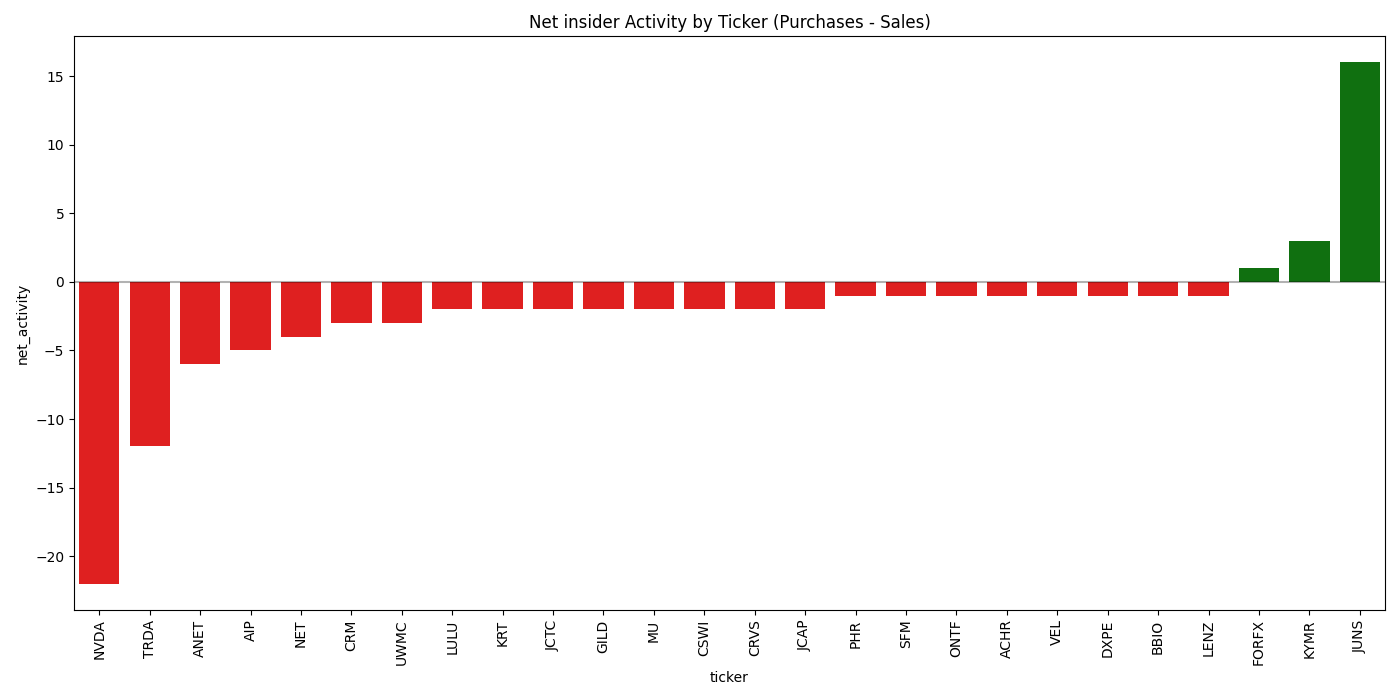 Net insider Activity by Ticker (Purchases - Sales)
15
10
5
0
−5
−10
−15
−20
net_activity
NVDA
TRDA
ANET
AIP
NET
CRM
UWMC
LULU
KRT
JCTC
GILD
MU
CSWI
CRVS
JCAP
PHR
SFM
ONTF
ACHR
VEL
DXPE
BBIO
LENZ
FORFX
KYMR
JUNS
ticker